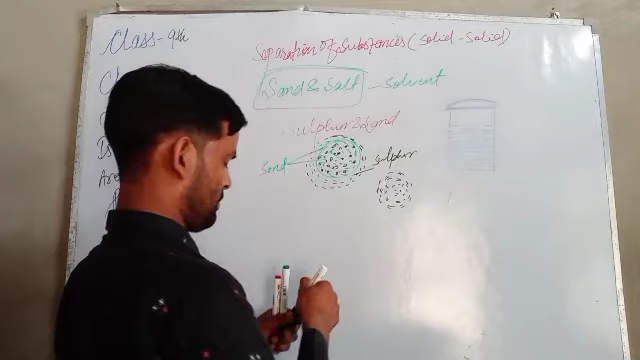 Class-9th
Separation of Substances (Solid-Solid)
Sand & Salt - Solvent
Sulphur & Sand
Sand
Sulphur